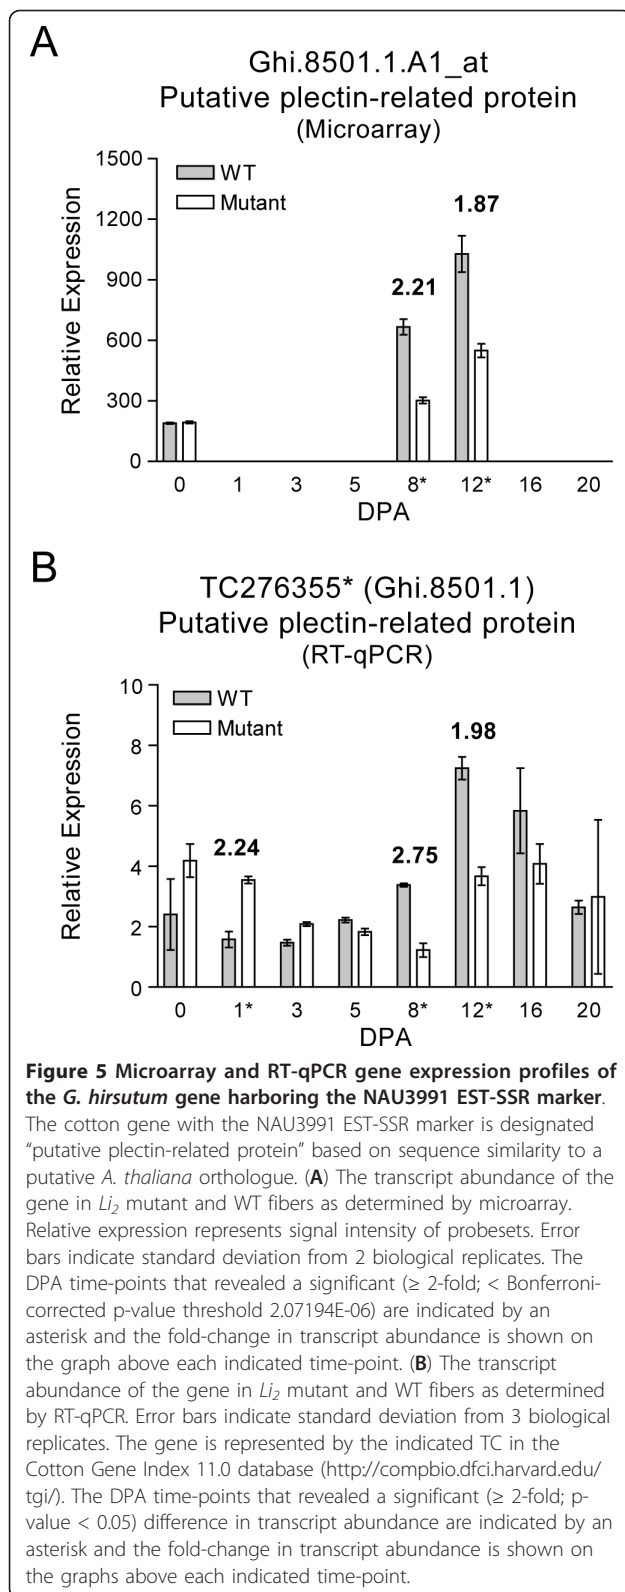 A
Ghi.8501.1.A1_at
Putative plectin-related protein
(Microarray)
1500
1200
900
600
300
0
Relative Expression
WT
Mutant
2.21
1.87
0 1 3 5 8* 12* 16 20
DPA
B
TC276355* (Ghi.8501.1)
Putative plectin-related protein
(RT-qPCR)
10
8
6
4
2
0
Relative Expression
WT
Mutant
2.24
2.75
1.98
0 1* 3 5 8* 12* 16 20
DPA
Figure 5 Microarray and RT-qPCR gene expression profiles of
the G. hirsutum gene harboring the NAU3991 EST-SSR marker.
The cotton gene with the NAU3991 EST-SSR marker is designated
“putative plectin-related protein” based on sequence similarity to a
putative A. thaliana orthologue. (A) The transcript abundance of the
gene in Li2 mutant and WT fibers as determined by microarray.
Relative expression represents signal intensity of probesets. Error
bars indicate standard deviation from 2 biological replicates. The
DPA time-points that revealed a significant (≥ 2-fold; < Bonferroni-
corrected p-value threshold 2.07194E-06) are indicated by an
asterisk and the fold-change in transcript abundance is shown on
the graph above each indicated time-point. (B) The transcript
abundance of the gene in Li2 mutant and WT fibers as determined
by RT-qPCR. Error bars indicate standard deviation from 3 biological
replicates. The gene is represented by the indicated TC in the
Cotton Gene Index 11.0 database (http://compbio.dfci.harvard.edu/
tgi/). The DPA time-points that revealed a significant (≥ 2-fold; p-
value < 0.05) difference in transcript abundance are indicated by an
asterisk and the fold-change in transcript abundance is shown on
the graphs above each indicated time-point.